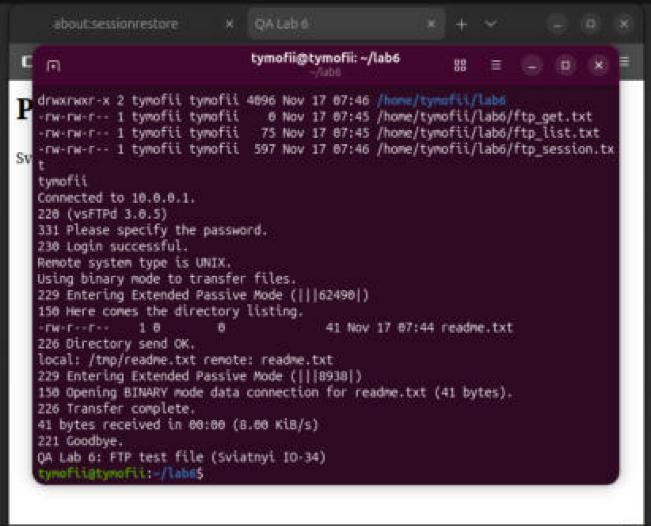 about:sessionrestore
QA Lab 6
tymofii@tymofii: ~/lab6
~/lab6
P
Sv
drwxrwxr-x 2 tymofii tymofii 4096 Nov 17 07:46 /home/tymofii/lab6
-rw-rw-r-- 1 tymofii tymofii    0 Nov 17 07:45 /home/tymofii/lab6/ftp_get.txt
-rw-rw-r-- 1 tymofii tymofii   75 Nov 17 07:45 /home/tymofii/lab6/ftp_list.txt
-rw-rw-r-- 1 tymofii tymofii  597 Nov 17 07:46 /home/tymofii/lab6/ftp_session.tx
t
tymofii
Connected to 10.0.0.1.
220 (vsFTPd 3.0.5)
331 Please specify the password.
230 Login successful.
Remote system type is UNIX.
Using binary mode to transfer files.
229 Entering Extended Passive Mode (|||62490|)
150 Here comes the directory listing.
-rw-r--r--    1 0        0              41 Nov 17 07:44 readme.txt
226 Directory send OK.
local: /tmp/readme.txt remote: readme.txt
229 Entering Extended Passive Mode (|||8938|)
150 Opening BINARY mode data connection for readme.txt (41 bytes).
226 Transfer complete.
41 bytes received in 00:00 (8.00 KiB/s)
221 Goodbye.
QA Lab 6: FTP test file (Sviatnyi IO-34)
tymofii@tymofii:~/lab6$